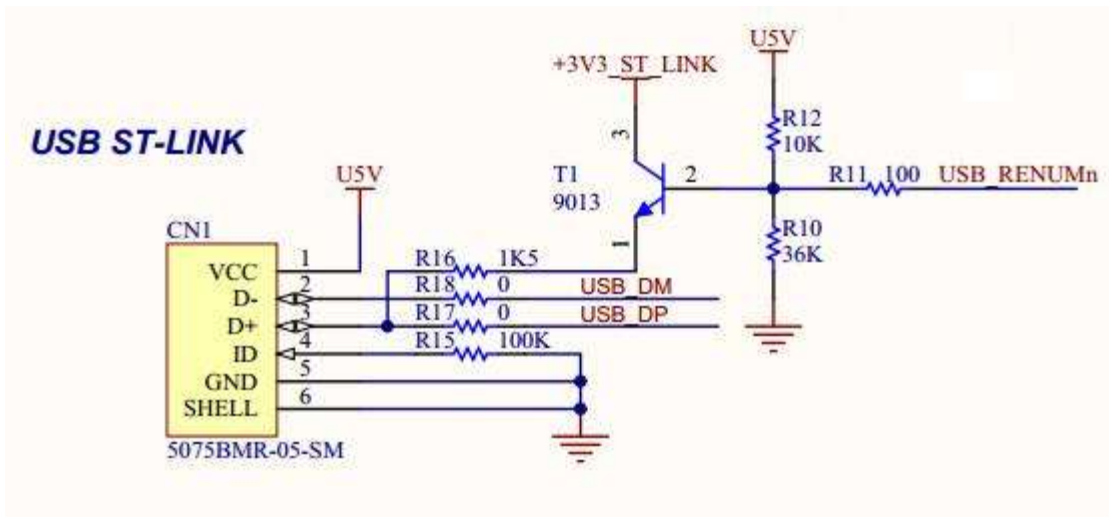 U5V
+3V3_ST_LINK
USB ST-LINK
R12
10K
3
U5V
T1
9013
2
R11 100 USB_RENUMn
CN1
R10
36K
1
VCC 1 R16 1K5
D- 2 R18 0 USB_DM
D+ 3 R17 0 USB_DP
ID 4 R15 100K
GND 5
SHELL 6
5075BMR-05-SM